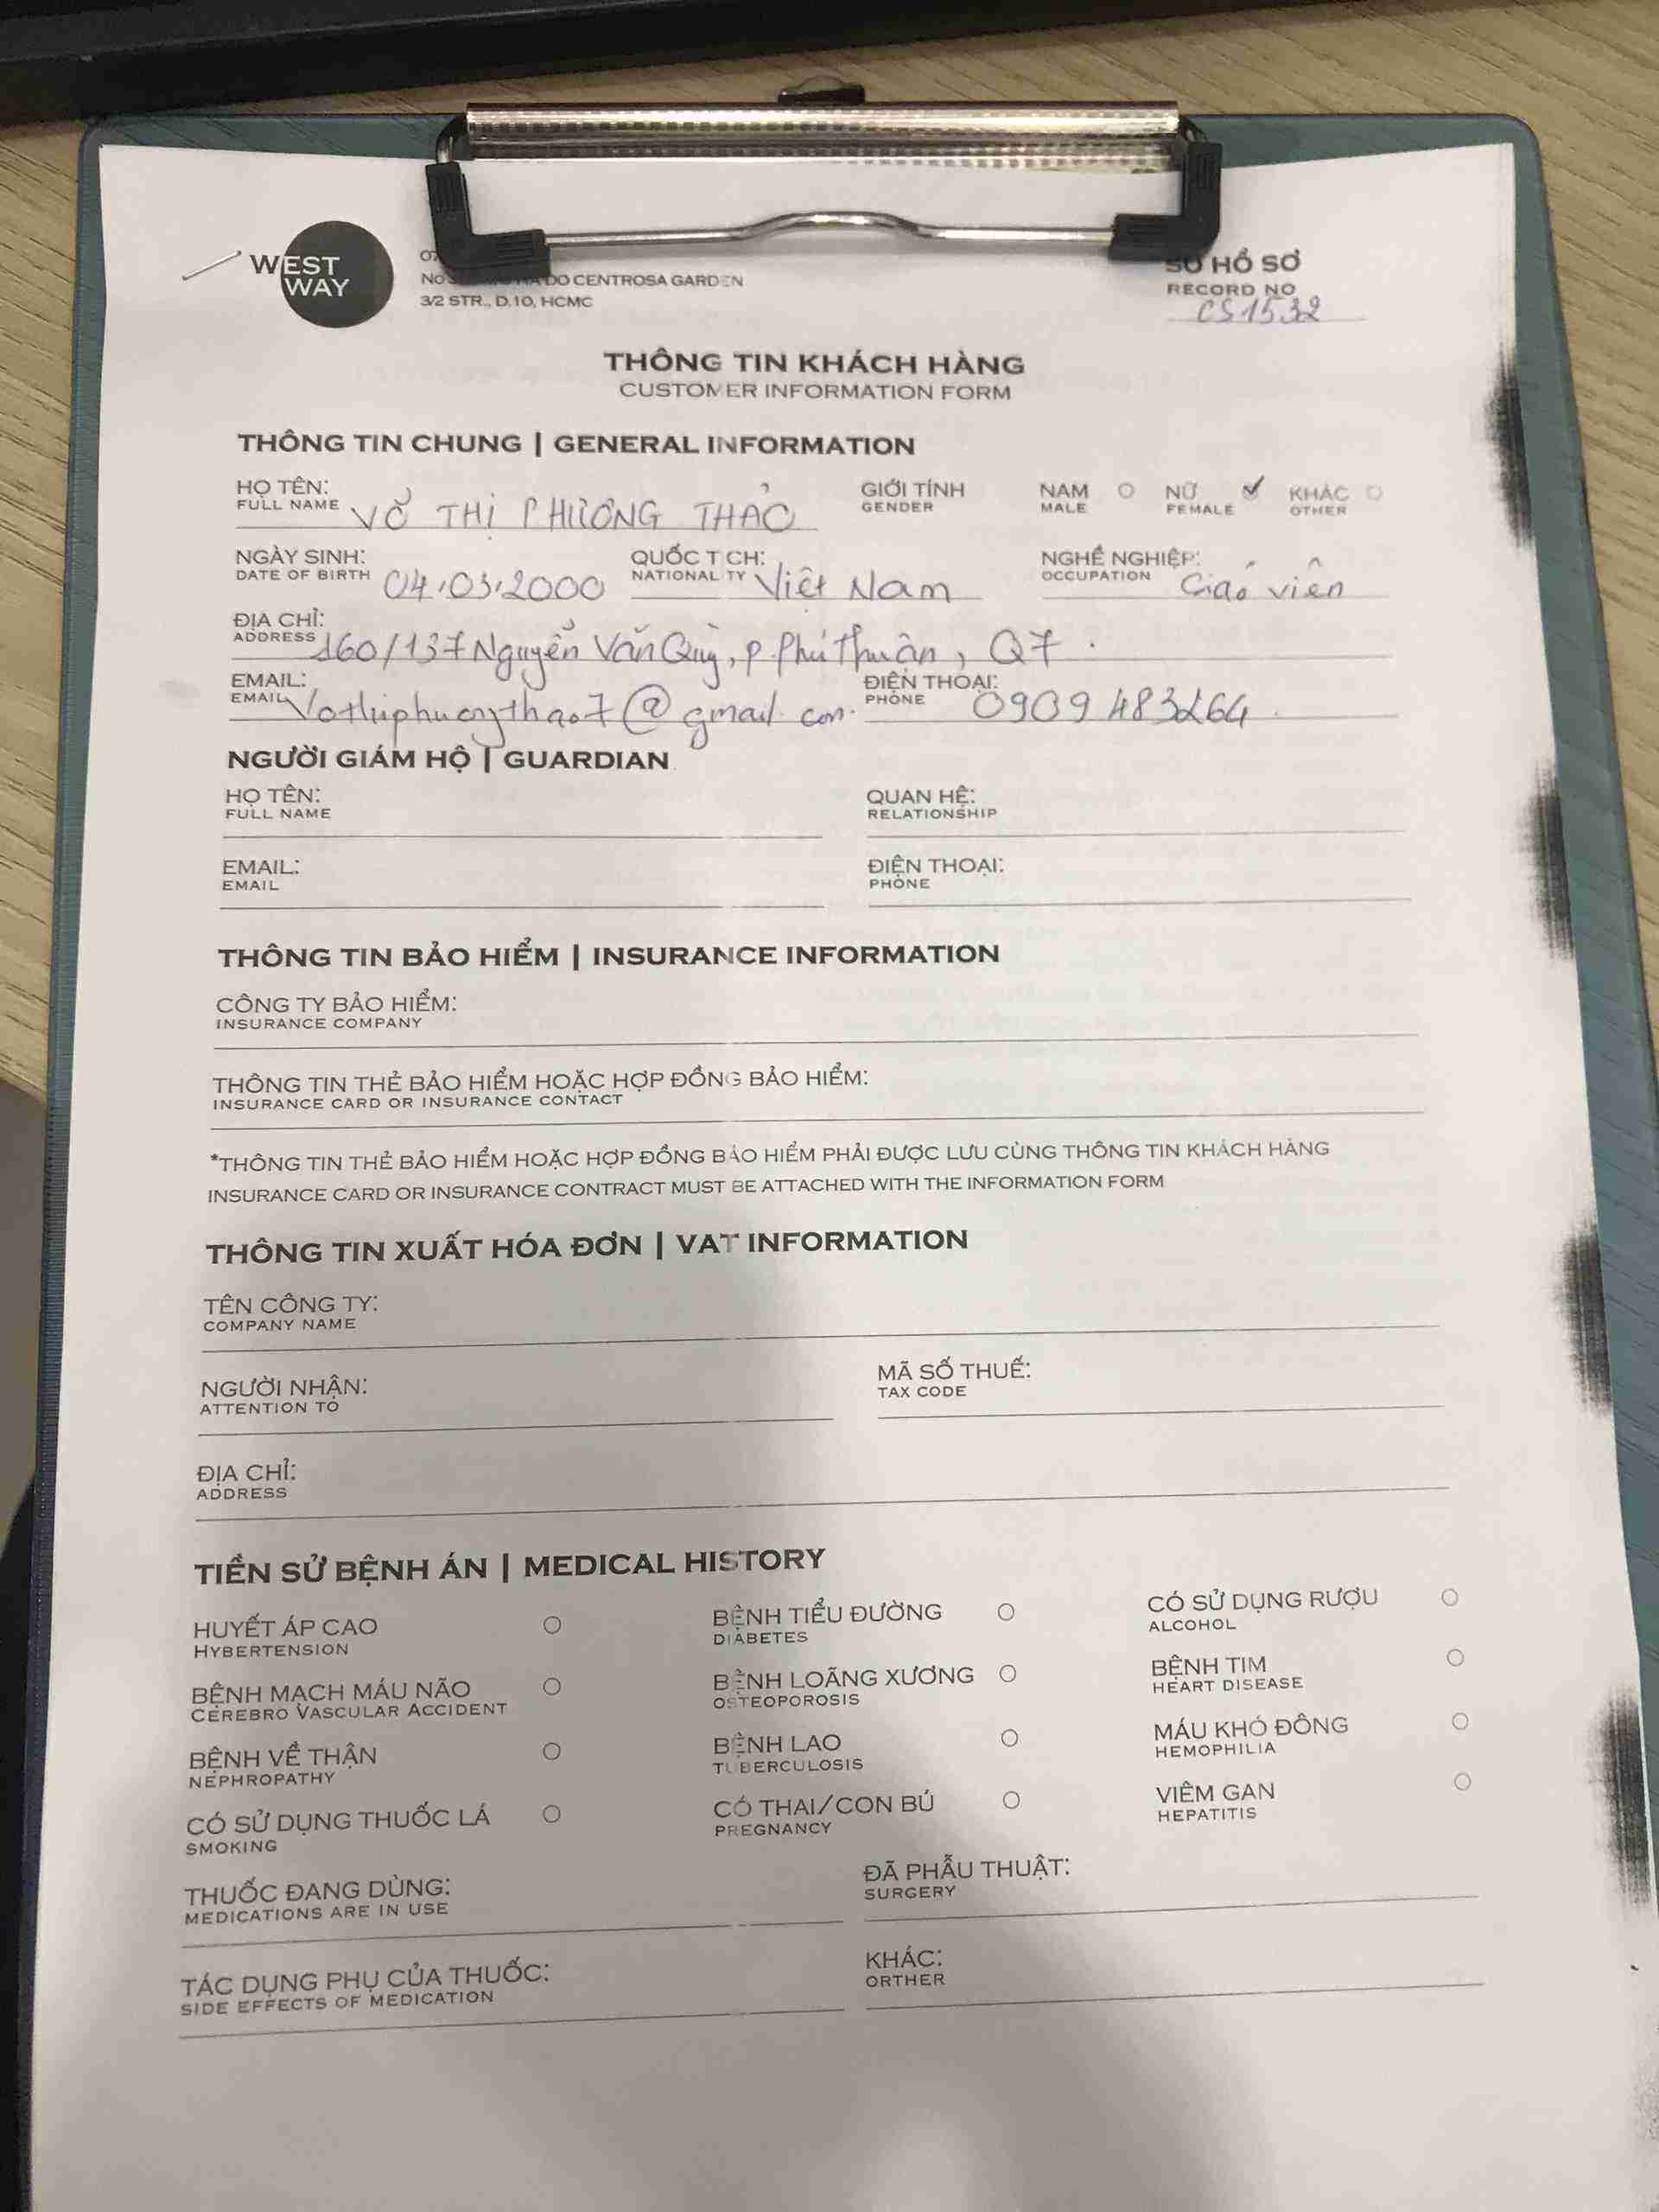 WEST
WAY
DO CENTROSA GARDEN
3/2 STR., D.10, HCMC
SỐ HỒ SƠ
RECORD NO
CS1532
THÔNG TIN KHÁCH HÀNG
CUSTOMER INFORMATION FORM
THÔNG TIN CHUNG | GENERAL INFORMATION
HỌ TÊN: VÕ THỊ PHƯƠNG THẢO GIỚI TÍNH NAM NỮ ✓ KHÁC
FULL NAME GENDER MALE FEMALE OTHER
NGÀY SINH: 04.03.2000 QUỐC T CH: Việt Nam NGHỀ NGHIỆP: Giáo viên
DATE OF BIRTH NATIONAL TY OCCUPATION
ĐỊA CHỈ: 160/137 Nguyễn Văn Quỳ, p. Phú Thuận, Q7.
ADDRESS
EMAIL: Vothiphuongthao7@gmail.com. ĐIỆN THOẠI: 0909 483264.
EMAIL PHONE
NGƯỜI GIÁM HỘ | GUARDIAN
HỌ TÊN: QUAN HỆ:
FULL NAME RELATIONSHIP
EMAIL: ĐIỆN THOẠI:
EMAIL PHONE
THÔNG TIN BẢO HIỂM | INSURANCE INFORMATION
CÔNG TY BẢO HIỂM:
INSURANCE COMPANY
THÔNG TIN THẺ BẢO HIỂM HOẶC HỢP ĐỒNG BẢO HIỂM:
INSURANCE CARD OR INSURANCE CONTACT
*THÔNG TIN THẺ BẢO HIỂM HOẶC HỢP ĐỒNG BẢO HIỂM PHẢI ĐƯỢC LƯU CÙNG THÔNG TIN KHÁCH HÀNG
INSURANCE CARD OR INSURANCE CONTRACT MUST BE ATTACHED WITH THE INFORMATION FORM
THÔNG TIN XUẤT HÓA ĐƠN | VAT INFORMATION
TÊN CÔNG TY:
COMPANY NAME
NGƯỜI NHẬN: MÃ SỐ THUẾ:
ATTENTION TO TAX CODE
ĐỊA CHỈ:
ADDRESS
TIỀN SỬ BỆNH ÁN | MEDICAL HISTORY
HUYẾT ÁP CAO BỆNH TIỂU ĐƯỜNG CÓ SỬ DỤNG RƯỢU
HYBERTENSION DIABETES ALCOHOL
BỆNH MẠCH MÁU NÃO BỆNH LOÃNG XƯƠNG BỆNH TIM
CEREBRO VASCULAR ACCIDENT OSTEOPOROSIS HEART DISEASE
BỆNH VỀ THẬN BỆNH LAO MÁU KHÓ ĐÔNG
NEPHROPATHY TUBERCULOSIS HEMOPHILIA
CÓ SỬ DỤNG THUỐC LÁ CÓ THAI/CON BÚ VIÊM GAN
SMOKING PREGNANCY HEPATITIS
THUỐC ĐANG DÙNG: ĐÃ PHẪU THUẬT:
MEDICATIONS ARE IN USE SURGERY
TÁC DỤNG PHỤ CỦA THUỐC: KHÁC:
SIDE EFFECTS OF MEDICATION ORTHER